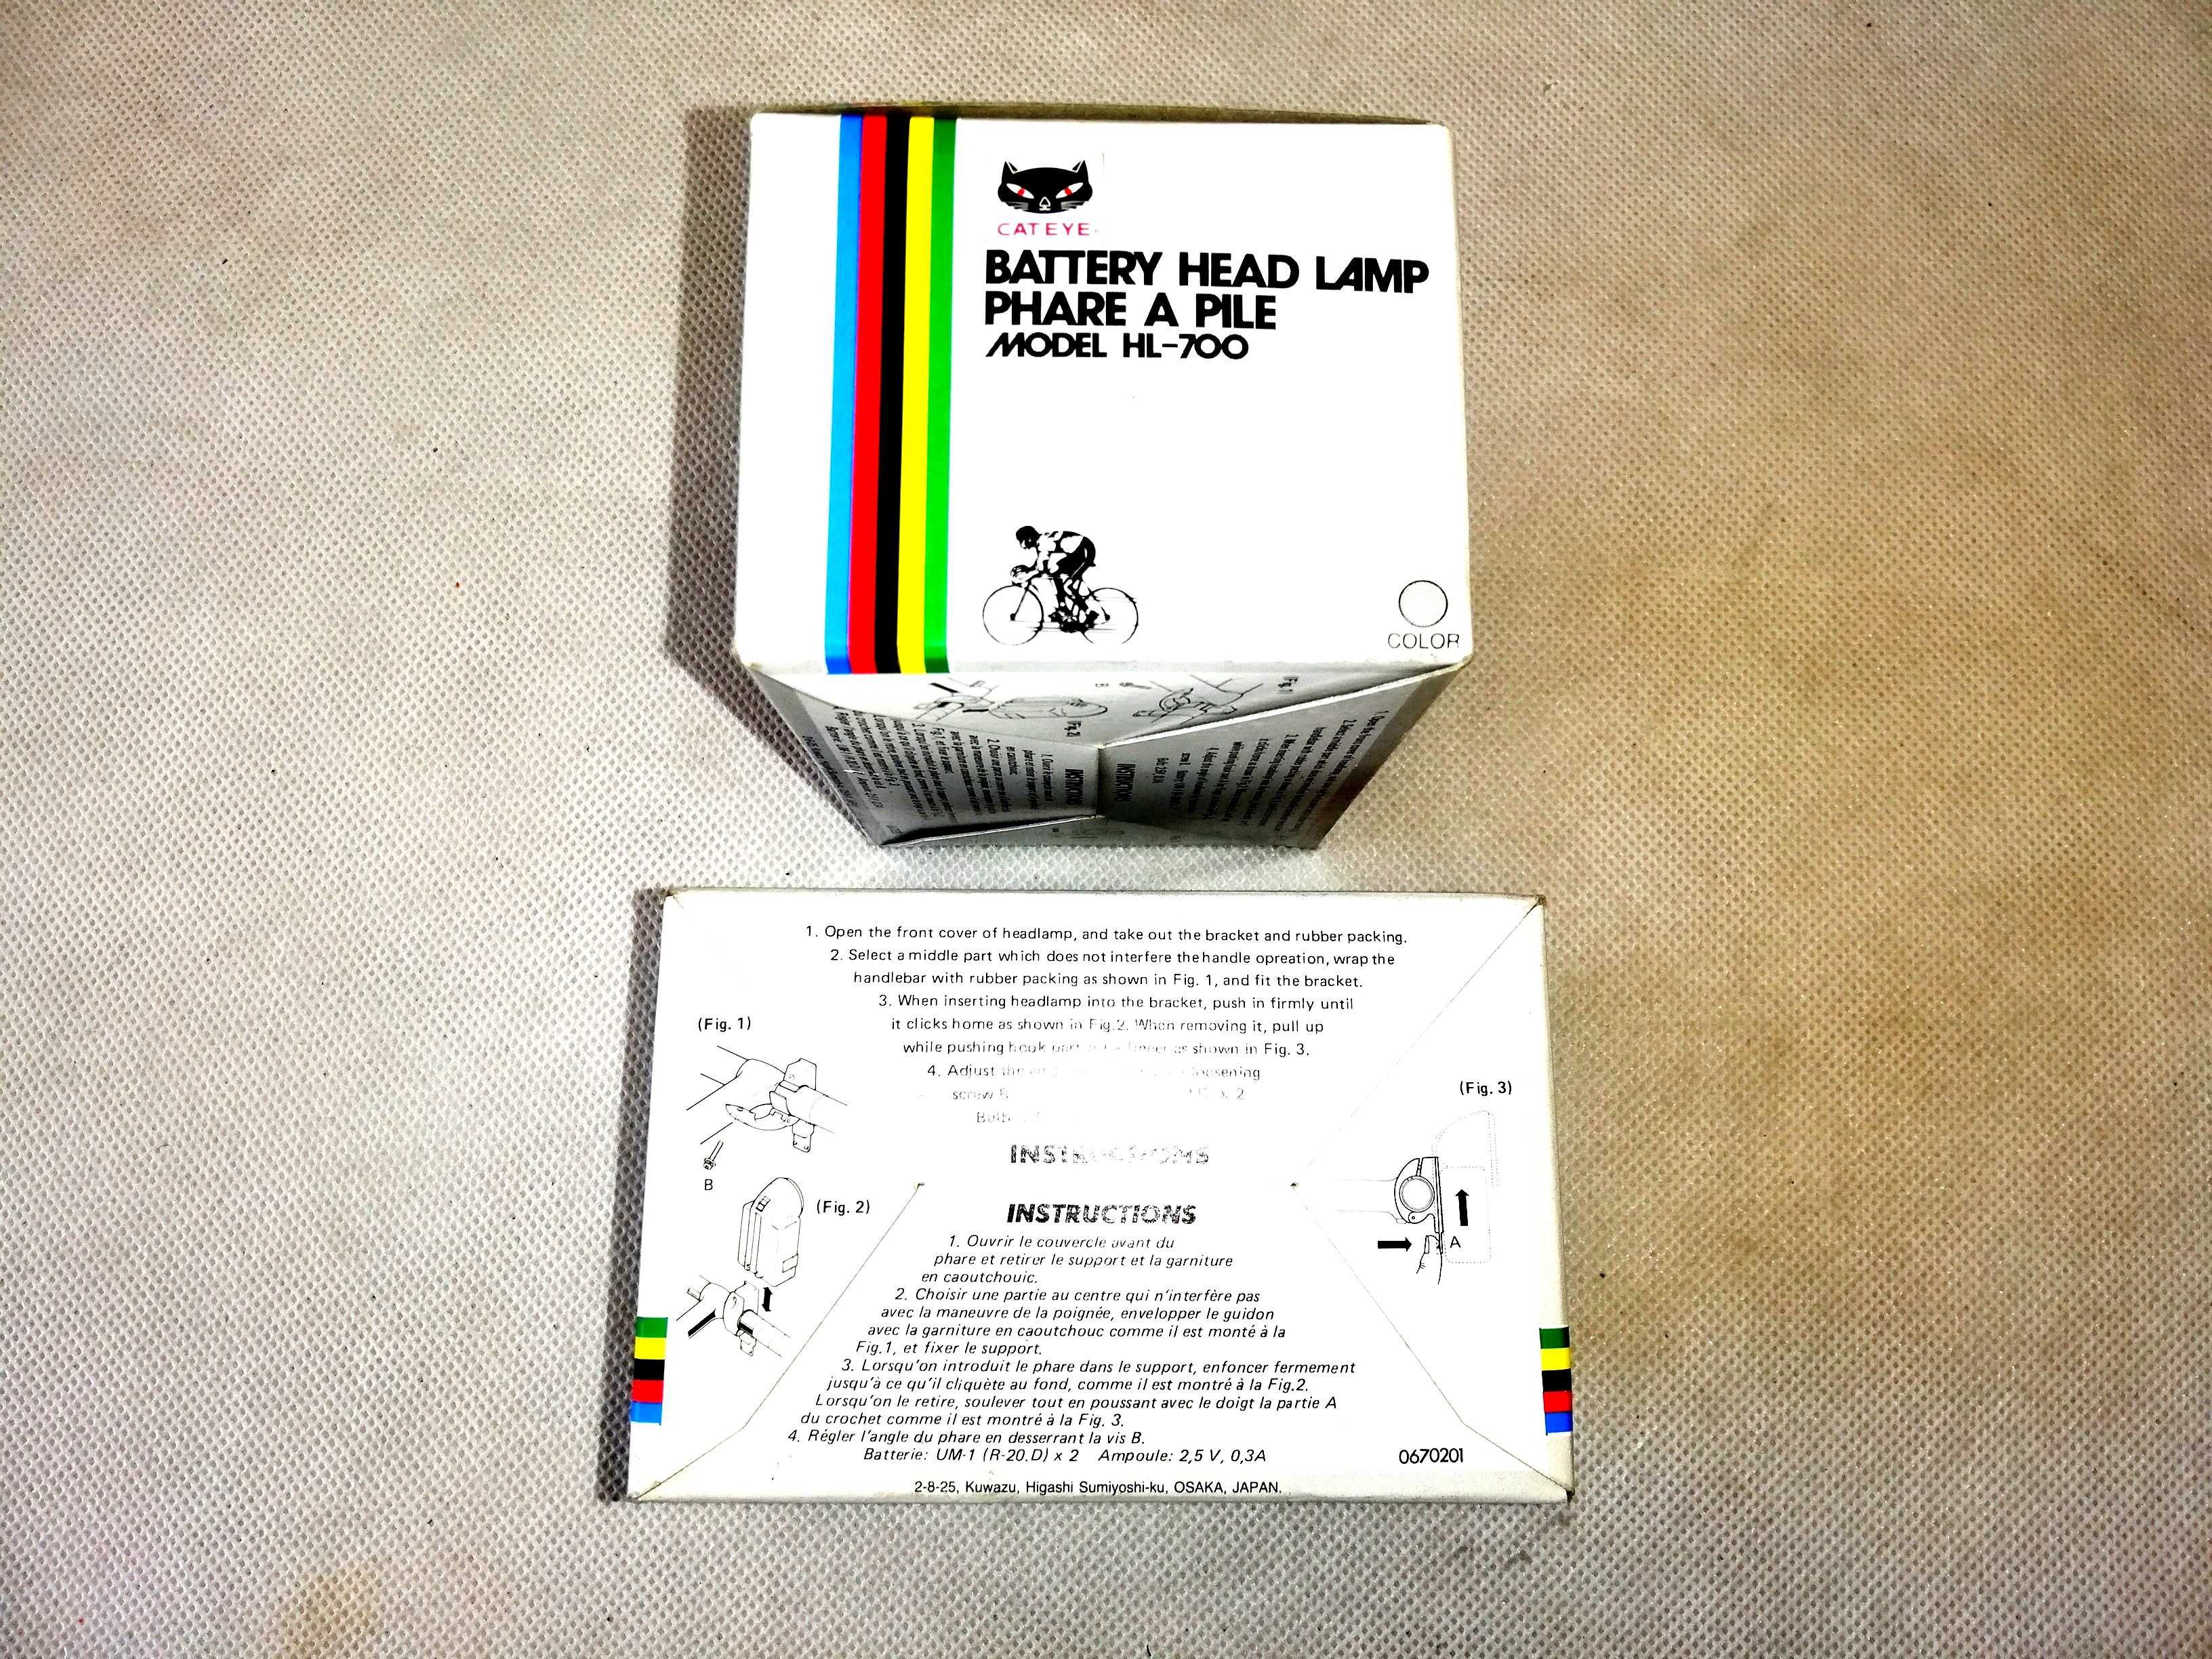 CATEYE
BATTERY HEAD LAMP
PHARE A PILE
MODEL HL-700
COLOR
1. Open the front cover of headlamp, and take out the bracket and rubber packing.
2. Select a middle part which does not interfere the handle opreation, wrap the
handlebar with rubber packing as shown in Fig. 1, and fit the bracket.
3. When inserting headlamp into the bracket, push in firmly until
it clicks home as shown in Fig.2. When removing it, pull up
while pushing hook part as shown in Fig. 3.
4. Adjust loosening
screw x 2
INSTRUCTIONS
(Fig. 1)
B
(Fig. 2)
(Fig. 3)
A
INSTRUCTIONS
1. Ouvrir le couvercle avant du
phare et retirer le support et la garniture
en caoutchouic.
2. Choisir une partie au centre qui n'interfère pas
avec la maneuvre de la poignée, envelopper le guidon
avec la garniture en caoutchouc comme il est monté à la
Fig.1, et fixer le support.
3. Lorsqu'on introduit le phare dans le support, enfoncer fermement
jusqu'à ce qu'il cliquète au fond, comme il est montré à la Fig.2.
Lorsqu'on le retire, soulever tout en poussant avec le doigt la partie A
du crochet comme il est montré à la Fig. 3.
4. Régler l'angle du phare en desserrant la vis B.
Batterie: UM-1 (R-20.D) x 2 Ampoule: 2,5 V, 0,3A
0670201
2-8-25, Kuwazu, Higashi Sumiyoshi-ku, OSAKA, JAPAN.